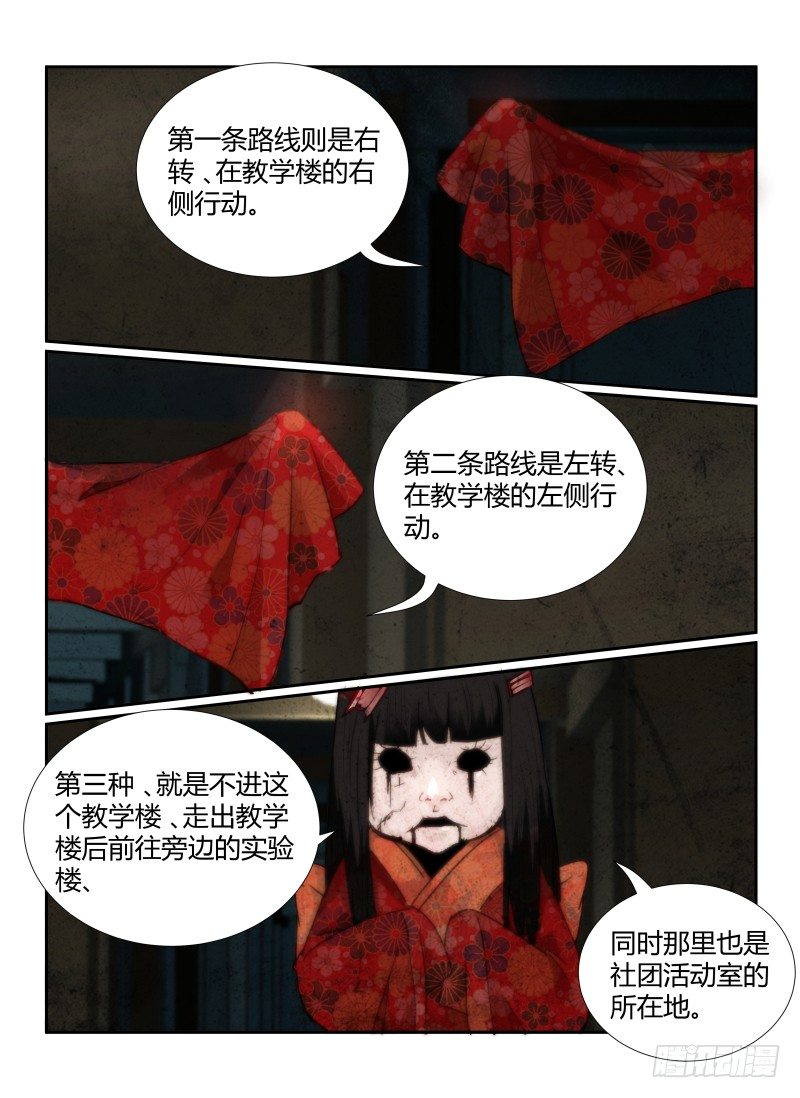 第一条路线则是右
转、在教学楼的右
侧行动。
第二条路线是左转、
在教学楼的左侧行
动。
第三种、就是不进这
个教学楼、走出教学
楼后前往旁边的实验
楼、
同时那里也是
社团活动室的
所在地。
腾讯动漫